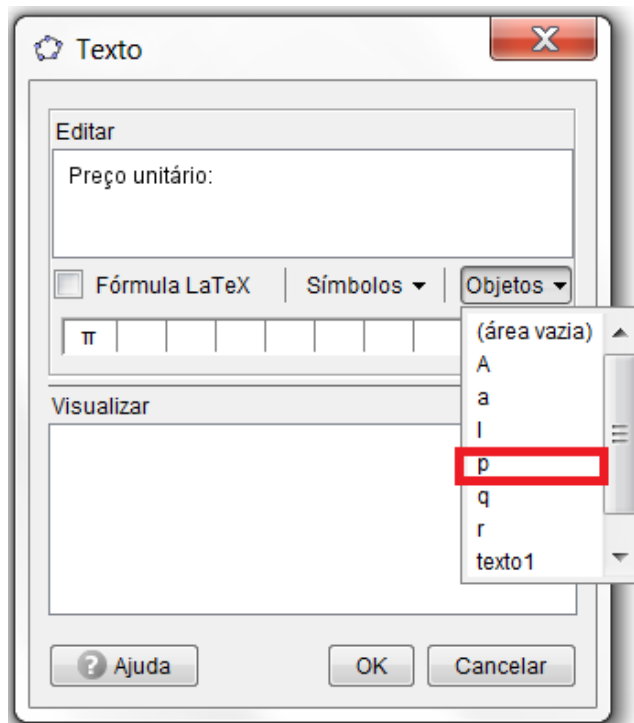 Texto
Editar
Preço unitário:
Fórmula LaTeX Símbolos Objetos
π
(área vazia)
A
a
l
p
q
r
texto1
Visualizar
Ajuda OK Cancelar